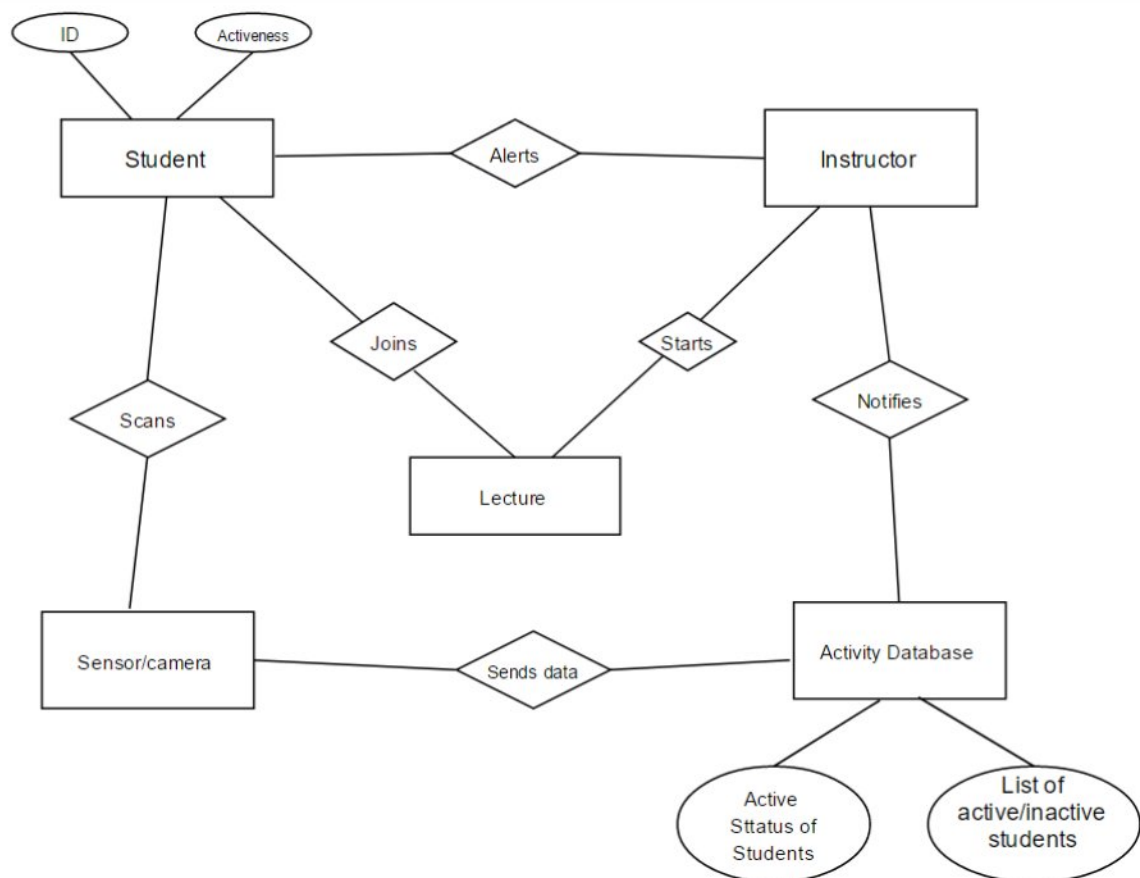 ID
Activeness
Student
Alerts
Instructor
Joins
Starts
Scans
Notifies
Lecture
Sensor/camera
Sends data
Activity Database
Active
Sttatus of
Students
List of
active/inactive
students